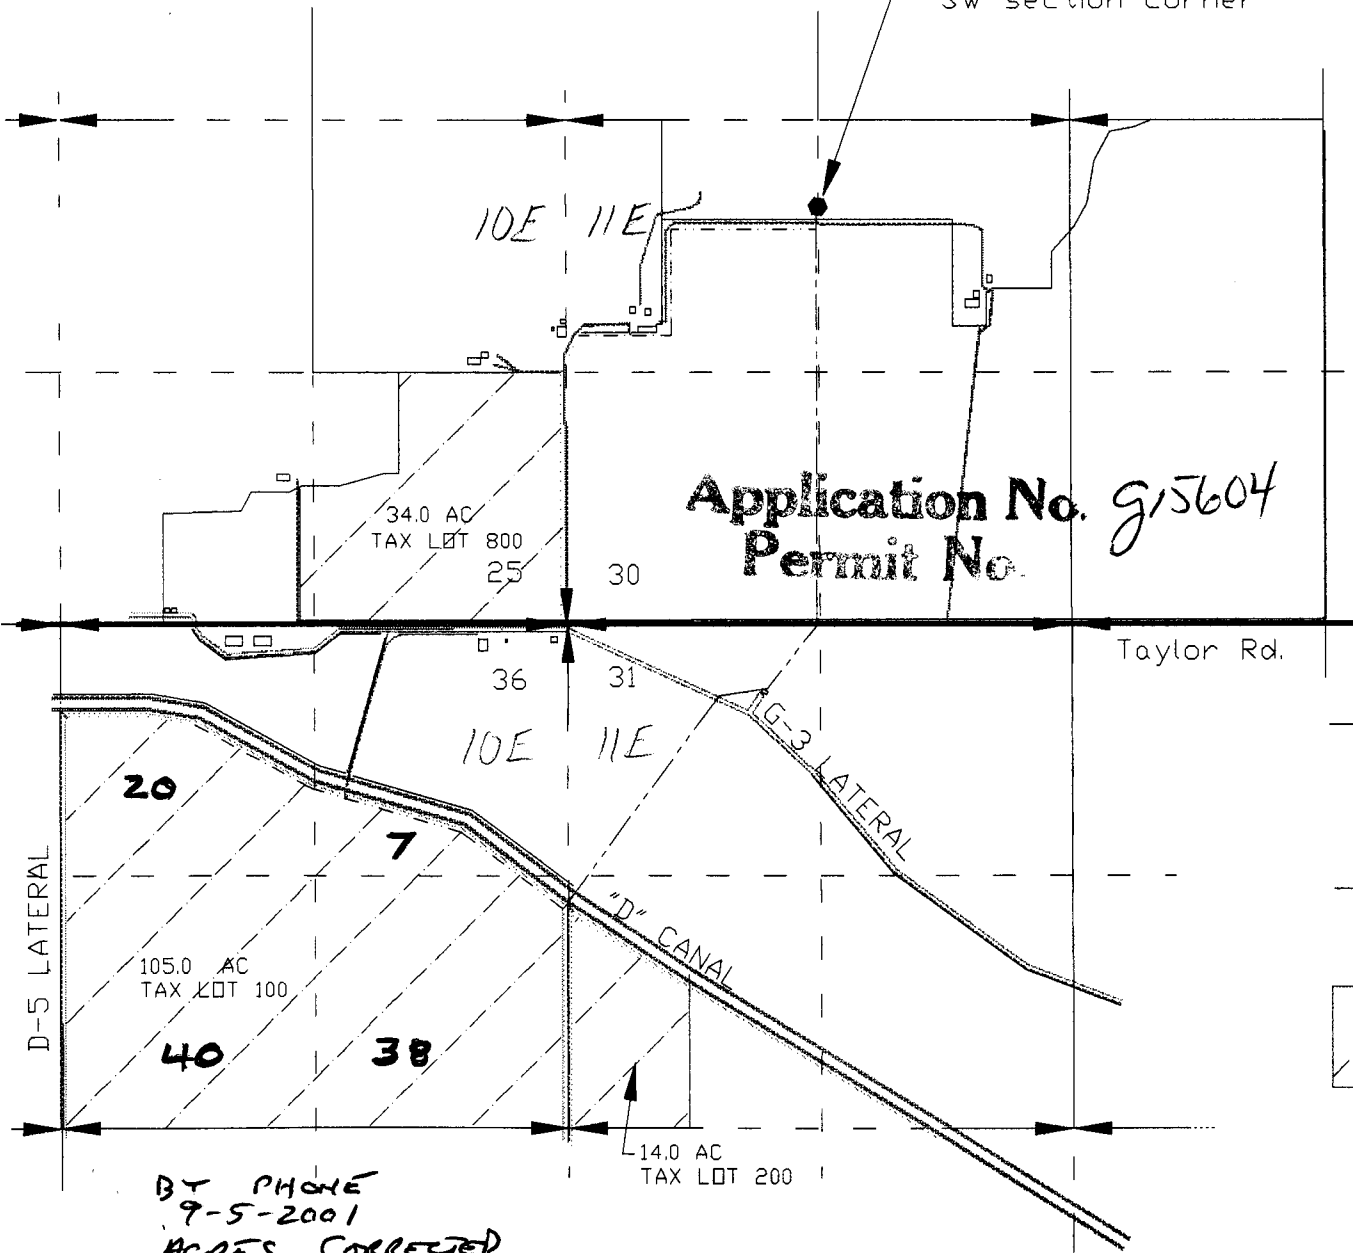 SW section corner
10E 11E
Application No. G15604
Permit No.
34.0 AC
TAX LOT 800
25 30
Taylor Rd.
36 31
10E 11E
G-3 LATERAL
20
7
"D" CANAL
D-5 LATERAL
105.0 AC
TAX LOT 100
40 38
14.0 AC
TAX LOT 200
BY PHONE
9-5-2001
ACRES CORRECTED